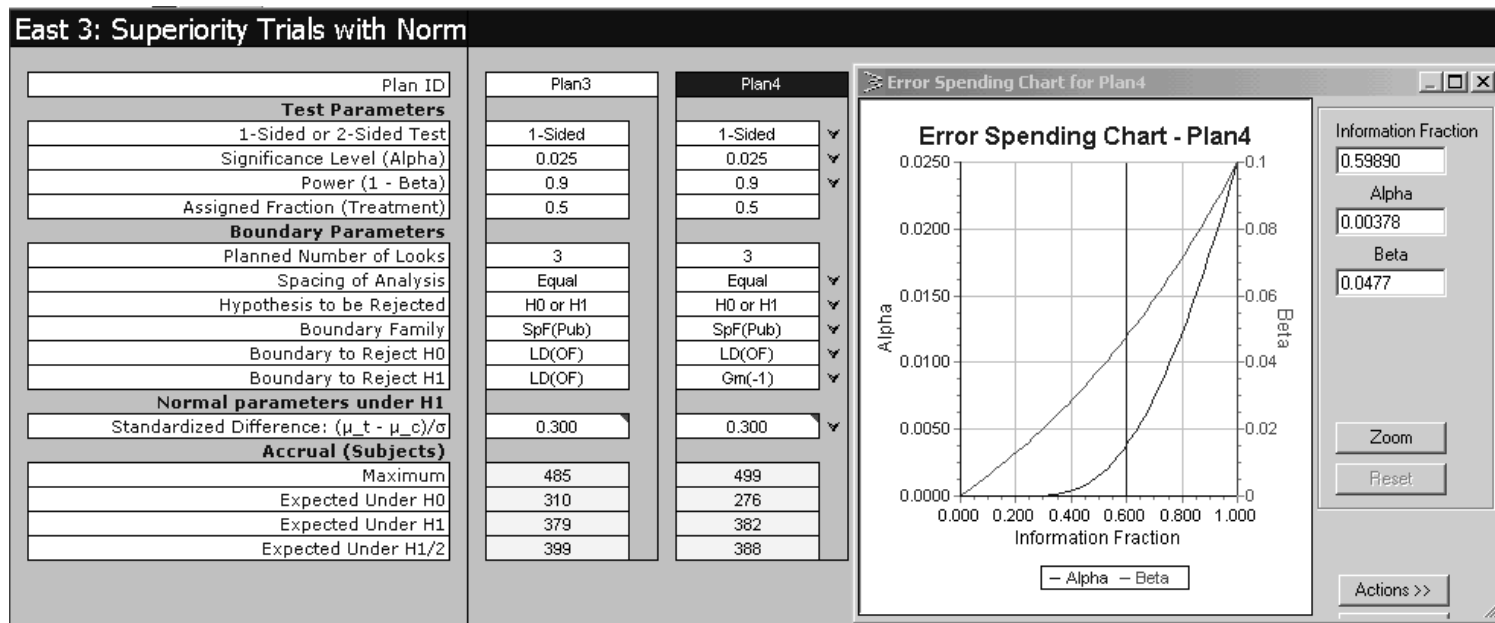 East 3: Superiority Trials with Norm
Plan ID Plan3 Plan4
Test Parameters
1-Sided or 2-Sided Test 1-Sided 1-Sided
Significance Level (Alpha) 0.025 0.025
Power (1 - Beta) 0.9 0.9
Assigned Fraction (Treatment) 0.5 0.5
Boundary Parameters
Planned Number of Looks 3 3
Spacing of Analysis Equal Equal
Hypothesis to be Rejected H0 or H1 H0 or H1
Boundary Family SpF(Pub) SpF(Pub)
Boundary to Reject H0 LD(OF) LD(OF)
Boundary to Reject H1 LD(OF) Gm(-1)
Normal parameters under H1
Standardized Difference: (μ_t - μ_c)/σ 0.300 0.300
Accrual (Subjects)
Maximum 485 499
Expected Under H0 310 276
Expected Under H1 379 382
Expected Under H1/2 399 388
Error Spending Chart for Plan4
Error Spending Chart - Plan4
0.0250 0.1
0.0200 0.08
0.0150 0.06
0.0100 0.04
0.0050 0.02
0.0000 0
Alpha
Beta
0.000 0.200 0.400 0.600 0.800 1.000
Information Fraction
Alpha Beta
Information Fraction
0.59890
Alpha
0.00378
Beta
0.0477
Zoom
Reset
Actions >>